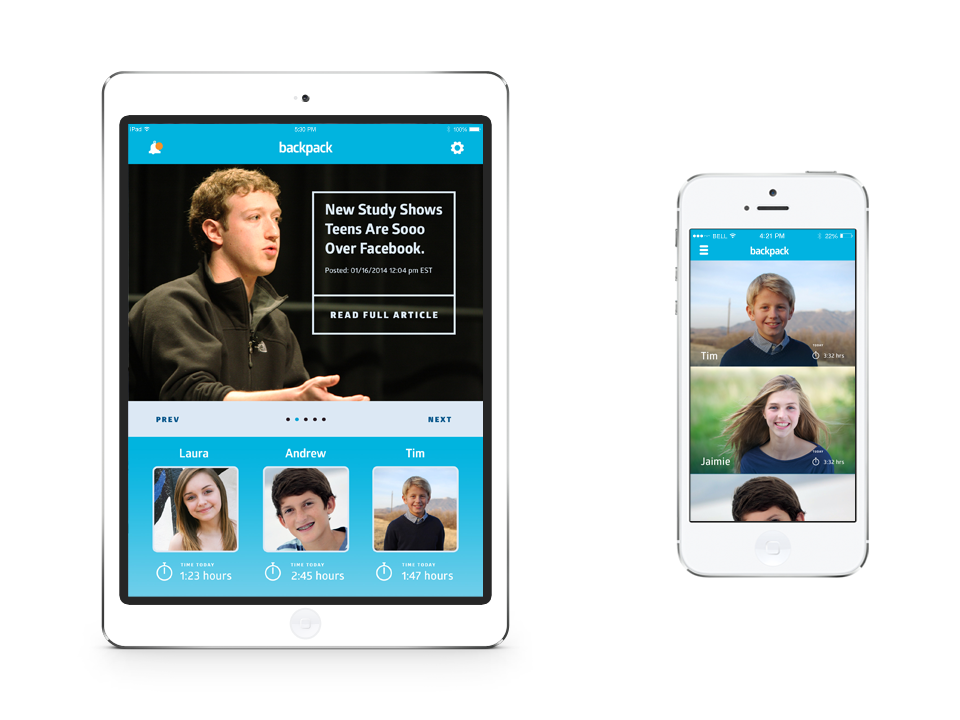 iPad
5:30 PM
100%
backpack
New Study Shows
Teens Are Sooo
Over Facebook.
Posted: 01/16/2014 12:04 pm EST
READ FULL ARTICLE
PREV
NEXT
Laura
Andrew
Tim
TIME TODAY
1:23 hours
TIME TODAY
2:45 hours
TIME TODAY
1:47 hours
BELL
4:21 PM
22%
backpack
Tim
TODAY
3:32 hrs
Jaimie
TODAY
3:32 hrs